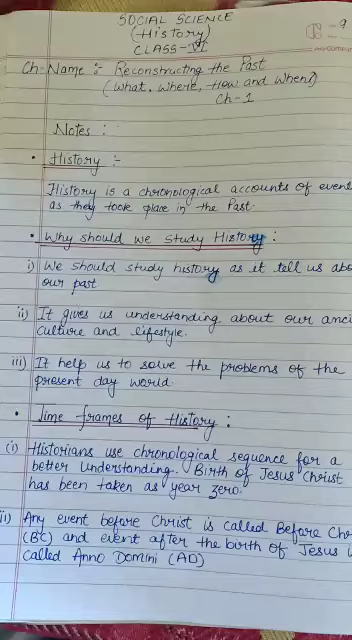 SOCIAL SCIENCE
(History)
CLASS-VI
-9
Ch-Name :- Reconstructing the Past
(What, Where, How and When?)
Ch-1
Notes :
• History :-
History is a chronological accounts of event
as they took place in the Past.
• Why should we Study History :
i) We should study history as it tell us abo
our past
ii) It gives us understanding about our anci
culture and lifestyle.
iii) It help us to solve the problems of the
present day world.
• Time frames of History :
(i) Historians use chronological sequence for a
better understanding. Birth of Jesus Christ
has been taken as year zero.
ii) Any event before Christ is called Before Chr
(BC) and event after the birth of Jesus i
called Anno Domini (AD)